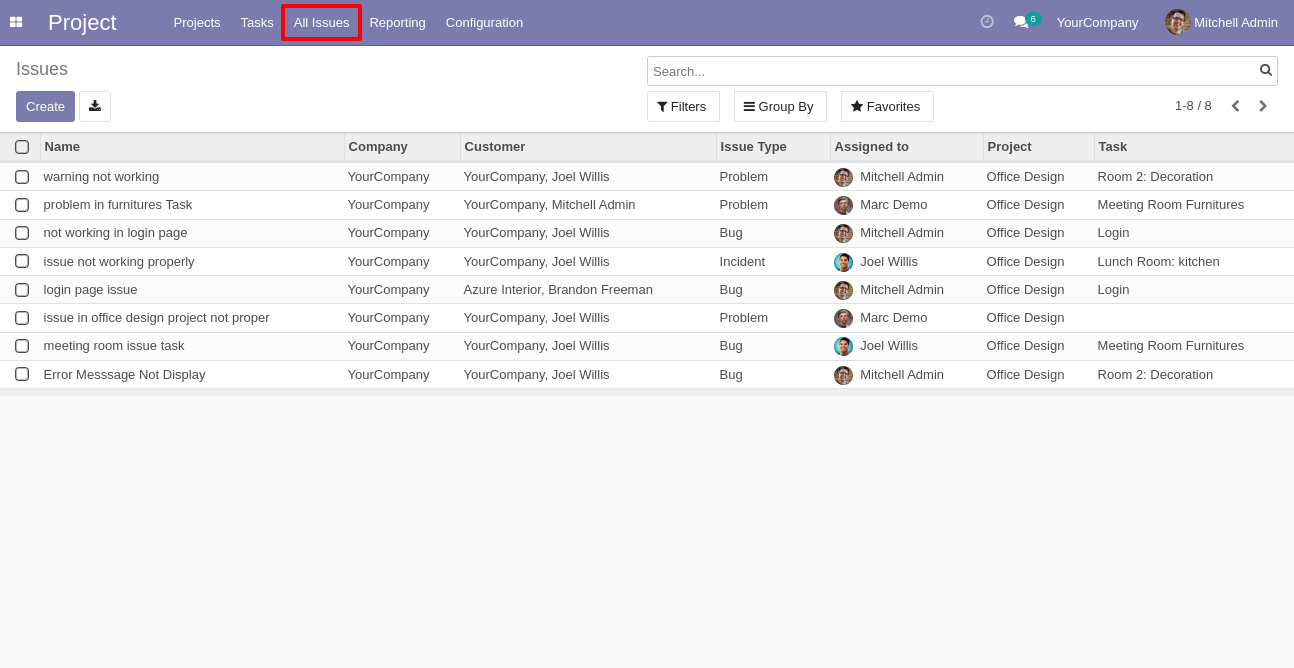 Project Projects Tasks All Issues Reporting Configuration 6 YourCompany Mitchell Admin
Issues
Search...
Create Filters Group By Favorites 1-8 / 8
Name Company Customer Issue Type Assigned to Project Task
warning not working YourCompany YourCompany, Joel Willis Problem Mitchell Admin Office Design Room 2: Decoration
problem in furnitures Task YourCompany YourCompany, Mitchell Admin Problem Marc Demo Office Design Meeting Room Furnitures
not working in login page YourCompany YourCompany, Joel Willis Bug Mitchell Admin Office Design Login
issue not working properly YourCompany YourCompany, Joel Willis Incident Joel Willis Office Design Lunch Room: kitchen
login page issue YourCompany Azure Interior, Brandon Freeman Bug Mitchell Admin Office Design Login
issue in office design project not proper YourCompany YourCompany, Joel Willis Problem Marc Demo Office Design
meeting room issue task YourCompany YourCompany, Joel Willis Bug Joel Willis Office Design Meeting Room Furnitures
Error Messsage Not Display YourCompany YourCompany, Joel Willis Bug Mitchell Admin Office Design Room 2: Decoration